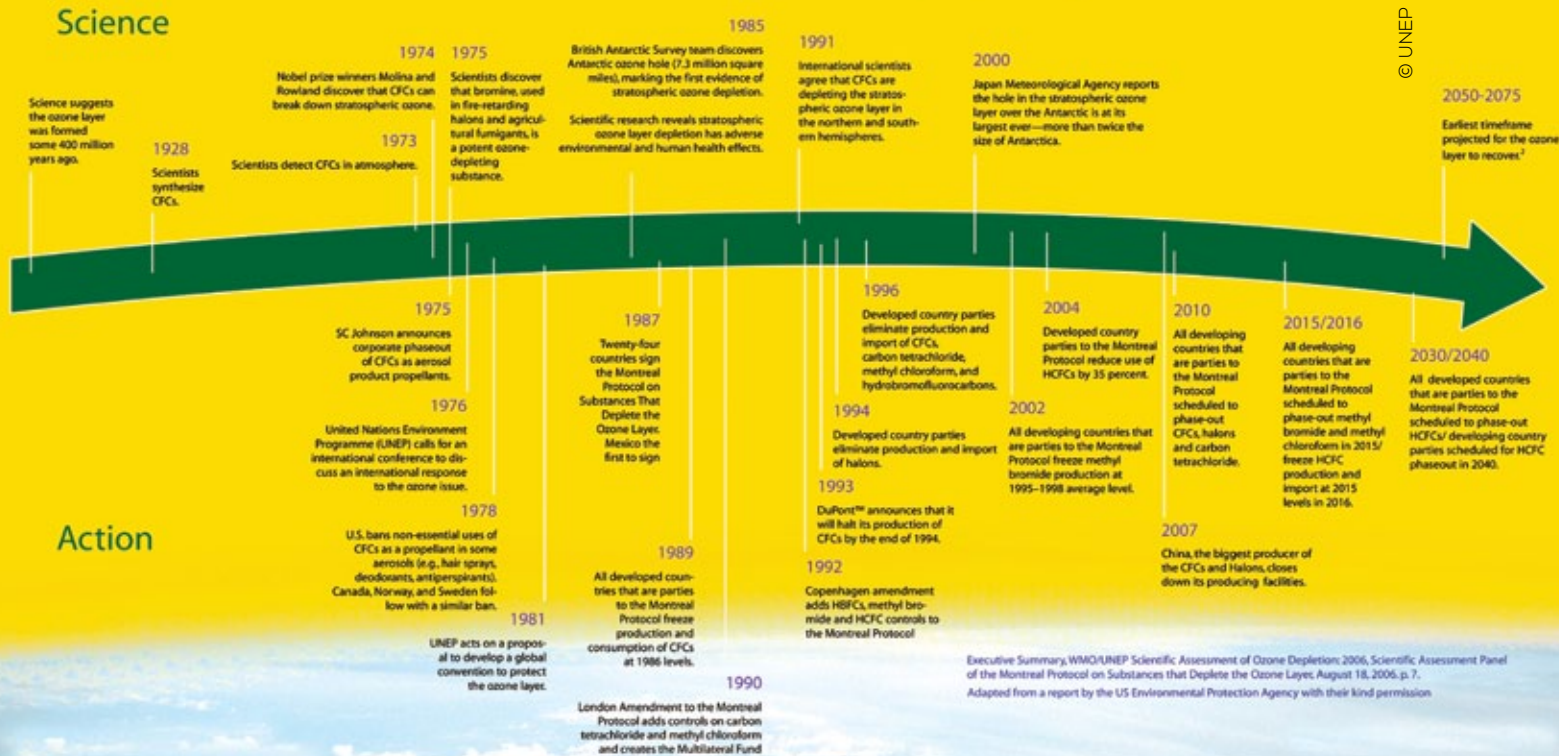 Science
© UNEP
Science suggests
the ozone layer
was formed
some 400 million
years ago.
1928
Scientists
synthesize
CFCs.
1973
Scientists detect CFCs in atmosphere.
1974
Nobel prize winners Molina and
Rowland discover that CFCs can
break down stratospheric ozone.
1975
Scientists discover
that bromine, used
in fire-retarding
halons and agricul-
tural fumigants, is
a potent ozone-
depleting
substance.
1985
British Antarctic Survey team discovers
Antarctic ozone hole (7.3 million square
miles), marking the first evidence of
stratospheric ozone depletion.
Scientific research reveals stratospheric
ozone layer depletion has adverse
environmental and human health effects.
1991
International scientists
agree that CFCs are
depleting the stratos-
pheric ozone layer in
the northern and south-
ern hemispheres.
2000
Japan Meteorological Agency reports
the hole in the stratospheric ozone
layer over the Antarctic is at its
largest ever—more than twice the
size of Antarctica.
2050-2075
Earliest timeframe
projected for the ozone
layer to recover.²
Action
1975
SC Johnson announces
corporate phaseout
of CFCs as aerosol
product propellants.
1976
United Nations Environment
Programme (UNEP) calls for an
international conference to dis-
cuss an international response
to the ozone issue.
1978
U.S. bans non-essential uses of
CFCs as a propellant in some
aerosols (e.g., hair sprays,
deodorants, antiperspirants).
Canada, Norway, and Sweden fol-
low with a similar ban.
1981
UNEP acts on a propos-
al to develop a global
convention to protect
the ozone layer.
1987
Twenty-four
countries sign
the Montreal
Protocol on
Substances That
Deplete the
Ozone Layer.
Mexico the
first to sign
1989
All developed coun-
tries that are parties
to the Montreal
Protocol freeze
production and
consumption of CFCs
at 1986 levels.
1990
London Amendment to the Montreal
Protocol adds controls on carbon
tetrachloride and methyl chloroform
and creates the Multilateral Fund
1992
Copenhagen amendment
adds HBFCs, methyl bro-
mide and HCFC controls to
the Montreal Protocol
1993
DuPont™ announces that it
will halt its production of
CFCs by the end of 1994.
1994
Developed country parties
eliminate production and import
of halons.
1996
Developed country parties
eliminate production and
import of CFCs,
carbon tetrachloride,
methyl chloroform, and
hydrobromofluorocarbons.
2002
All developing countries that
are parties to the Montreal
Protocol freeze methyl
bromide production at
1995–1998 average level.
2004
Developed country
parties to the Montreal
Protocol reduce use of
HCFCs by 35 percent.
2007
China, the biggest producer of
the CFCs and Halons, closes
down its producing facilities.
2010
All developing
countries that
are parties to
the Montreal
Protocol
scheduled to
phase-out
CFCs, halons
and carbon
tetrachloride.
2015/2016
All developing
countries that are
parties to the
Montreal Protocol
scheduled to
phase-out methyl
bromide and methyl
chloroform in 2015/
freeze HCFC
production and
import at 2015
levels in 2016.
2030/2040
All developed countries
that are parties to the
Montreal Protocol
scheduled to phase-out
HCFCs/ developing country
parties scheduled for HCFC
phaseout in 2040.
Executive Summary, WMO/UNEP Scientific Assessment of Ozone Depletion: 2006, Scientific Assessment Panel
of the Montreal Protocol on Substances that Deplete the Ozone Layer, August 18, 2006. p. 7.
Adapted from a report by the US Environmental Protection Agency with their kind permission